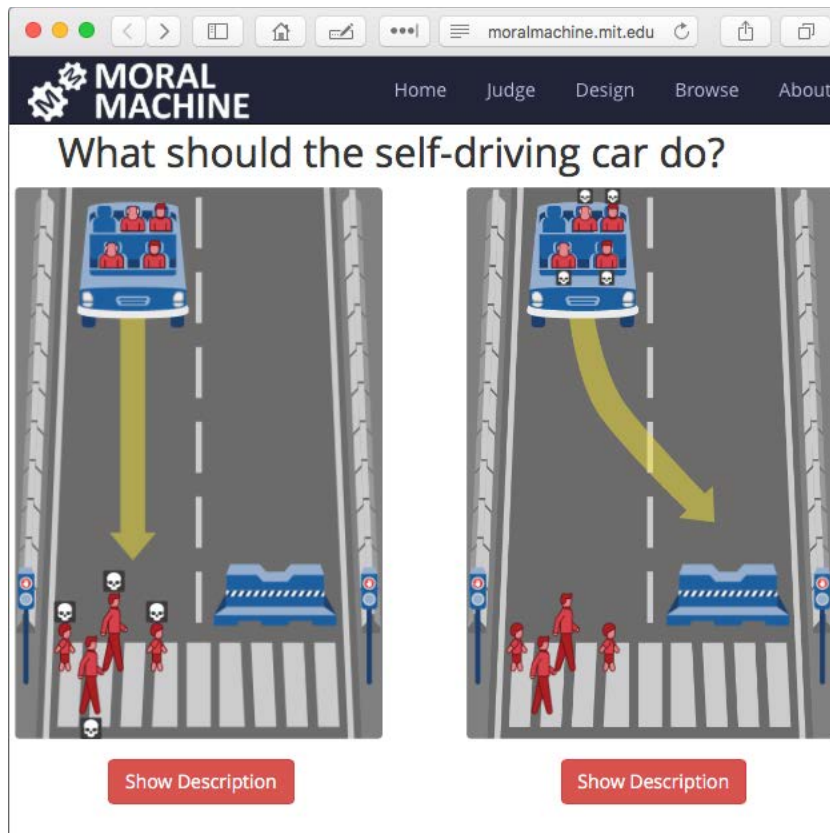 moralmachine.mit.edu
MORAL
MACHINE
Home Judge Design Browse About
What should the self-driving car do?
Show Description Show Description